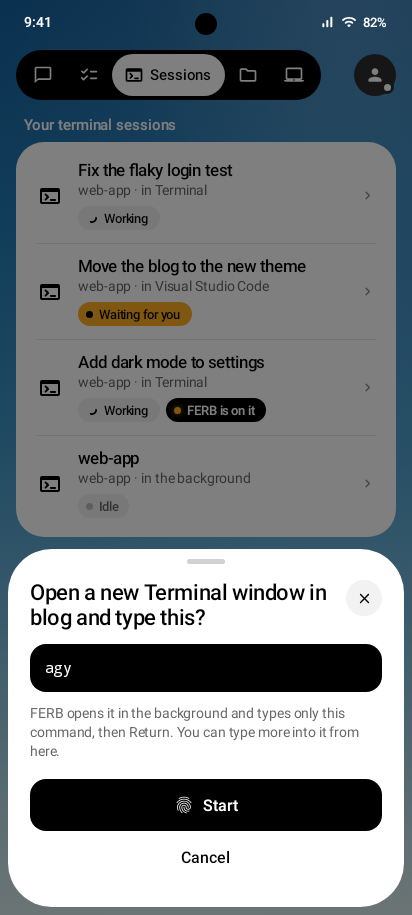 9:41
82%
Sessions
Your terminal sessions
Fix the flaky login test
web-app · in Terminal
Working
Move the blog to the new theme
web-app · in Visual Studio Code
Waiting for you
Add dark mode to settings
web-app · in Terminal
Working FERB is on it
web-app
web-app · in the background
Idle
Open a new Terminal window in
blog and type this?
agy
FERB opens it in the background and types only this
command, then Return. You can type more into it from
here.
Start
Cancel